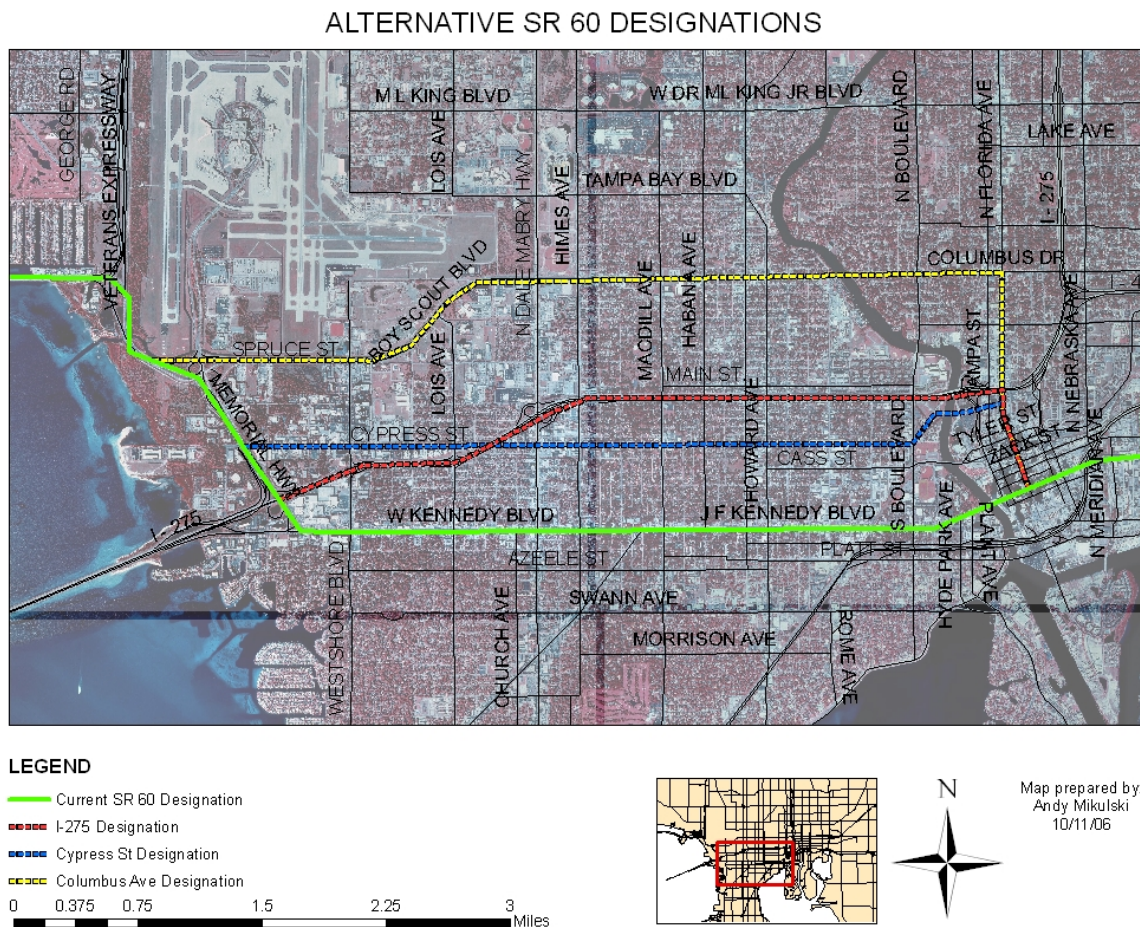 ALTERNATIVE SR 60 DESIGNATIONS
GEORGE RD
VETERANS EXPRESSWAY
M L KING BLVD
LOIS AVE
N DALE MABRY HWY
HIMES AVE
W DR ML KING JR BLVD
TAMPA BAY BLVD
N BOULEVARD
N FLORIDA AVE
LAKE AVE
I - 275
COLUMBUS DR
BOY SCOUT BLVD
SPRUCE ST
LOIS AVE
MACDILL AVE
HABANA AVE
MAIN ST
TAMPA ST
N NEBRASKA AVE
MEMORIAL HWY
CYPRESS ST
HOWARD AVE
CASS ST
TYLER ST
ZACK ST
N MERIDIAN AVE
I - 275
W KENNEDY BLVD
J F KENNEDY BLVD
S BOULEVARD
HYDE PARK AVE
PLANT AVE
PLATT ST
AZEELE ST
WESTSHORE BLVD
CHURCH AVE
SWANN AVE
MORRISON AVE
ROME AVE
LEGEND
Current SR 60 Designation
I-275 Designation
Cypress St Designation
Columbus Ave Designation
0 0.375 0.75 1.5 2.25 3
Miles
N
Map prepared by:
Andy Mikulski
10/11/06